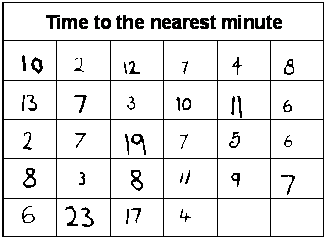 Time to the nearest minute
10 2 12 7 4 8
13 7 3 10 11 6
2 7 19 7 5 6
8 3 8 11 9 7
6 23 17 4